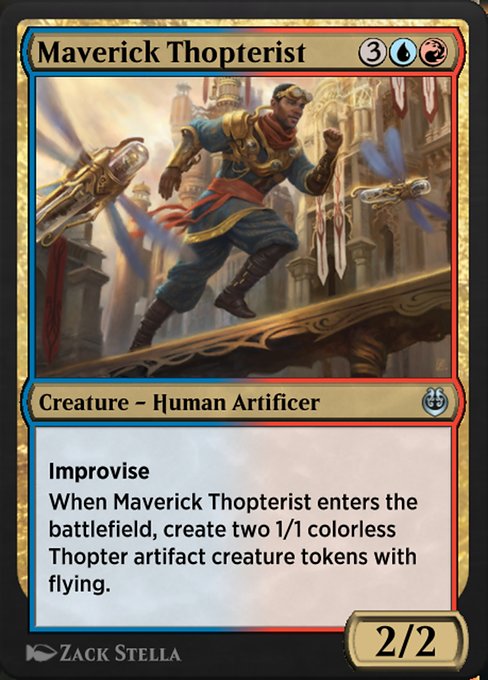 Maverick Thopterist 3
Creature – Human Artificer
Improvise
When Maverick Thopterist enters the
battlefield, create two 1/1 colorless
Thopter artifact creature tokens with
flying.
2/2
Zack Stella